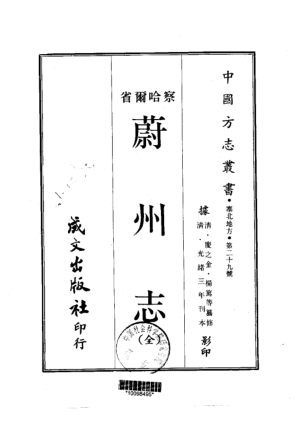 中國方志叢書・塞北地方・第二十九號
據清・慶之金・楊篤等纂修
清・光緒三年刊本 影印
察哈爾省
蔚州志
(全)
成文出版社印行
*10098495*